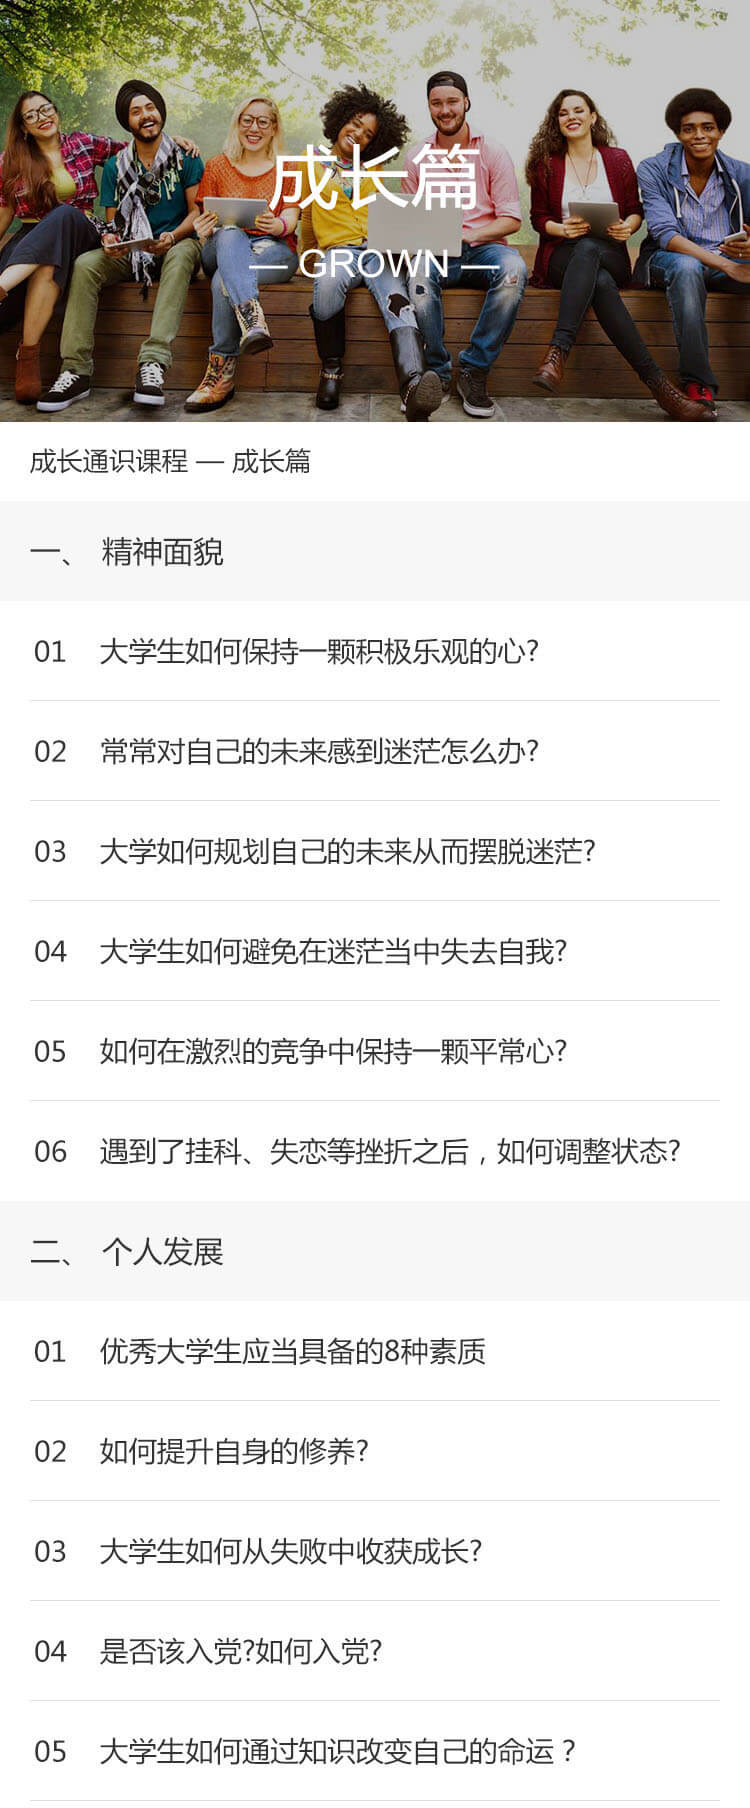 成长篇
— GROWN —
成长通识课程 — 成长篇
一、 精神面貌
01 大学生如何保持一颗积极乐观的心?
02 常常对自己的未来感到迷茫怎么办?
03 大学如何规划自己的未来从而摆脱迷茫?
04 大学生如何避免在迷茫当中失去自我?
05 如何在激烈的竞争中保持一颗平常心?
06 遇到了挂科、失恋等挫折之后，如何调整状态?
二、 个人发展
01 优秀大学生应当具备的8种素质
02 如何提升自身的修养?
03 大学生如何从失败中收获成长?
04 是否该入党?如何入党?
05 大学生如何通过知识改变自己的命运？